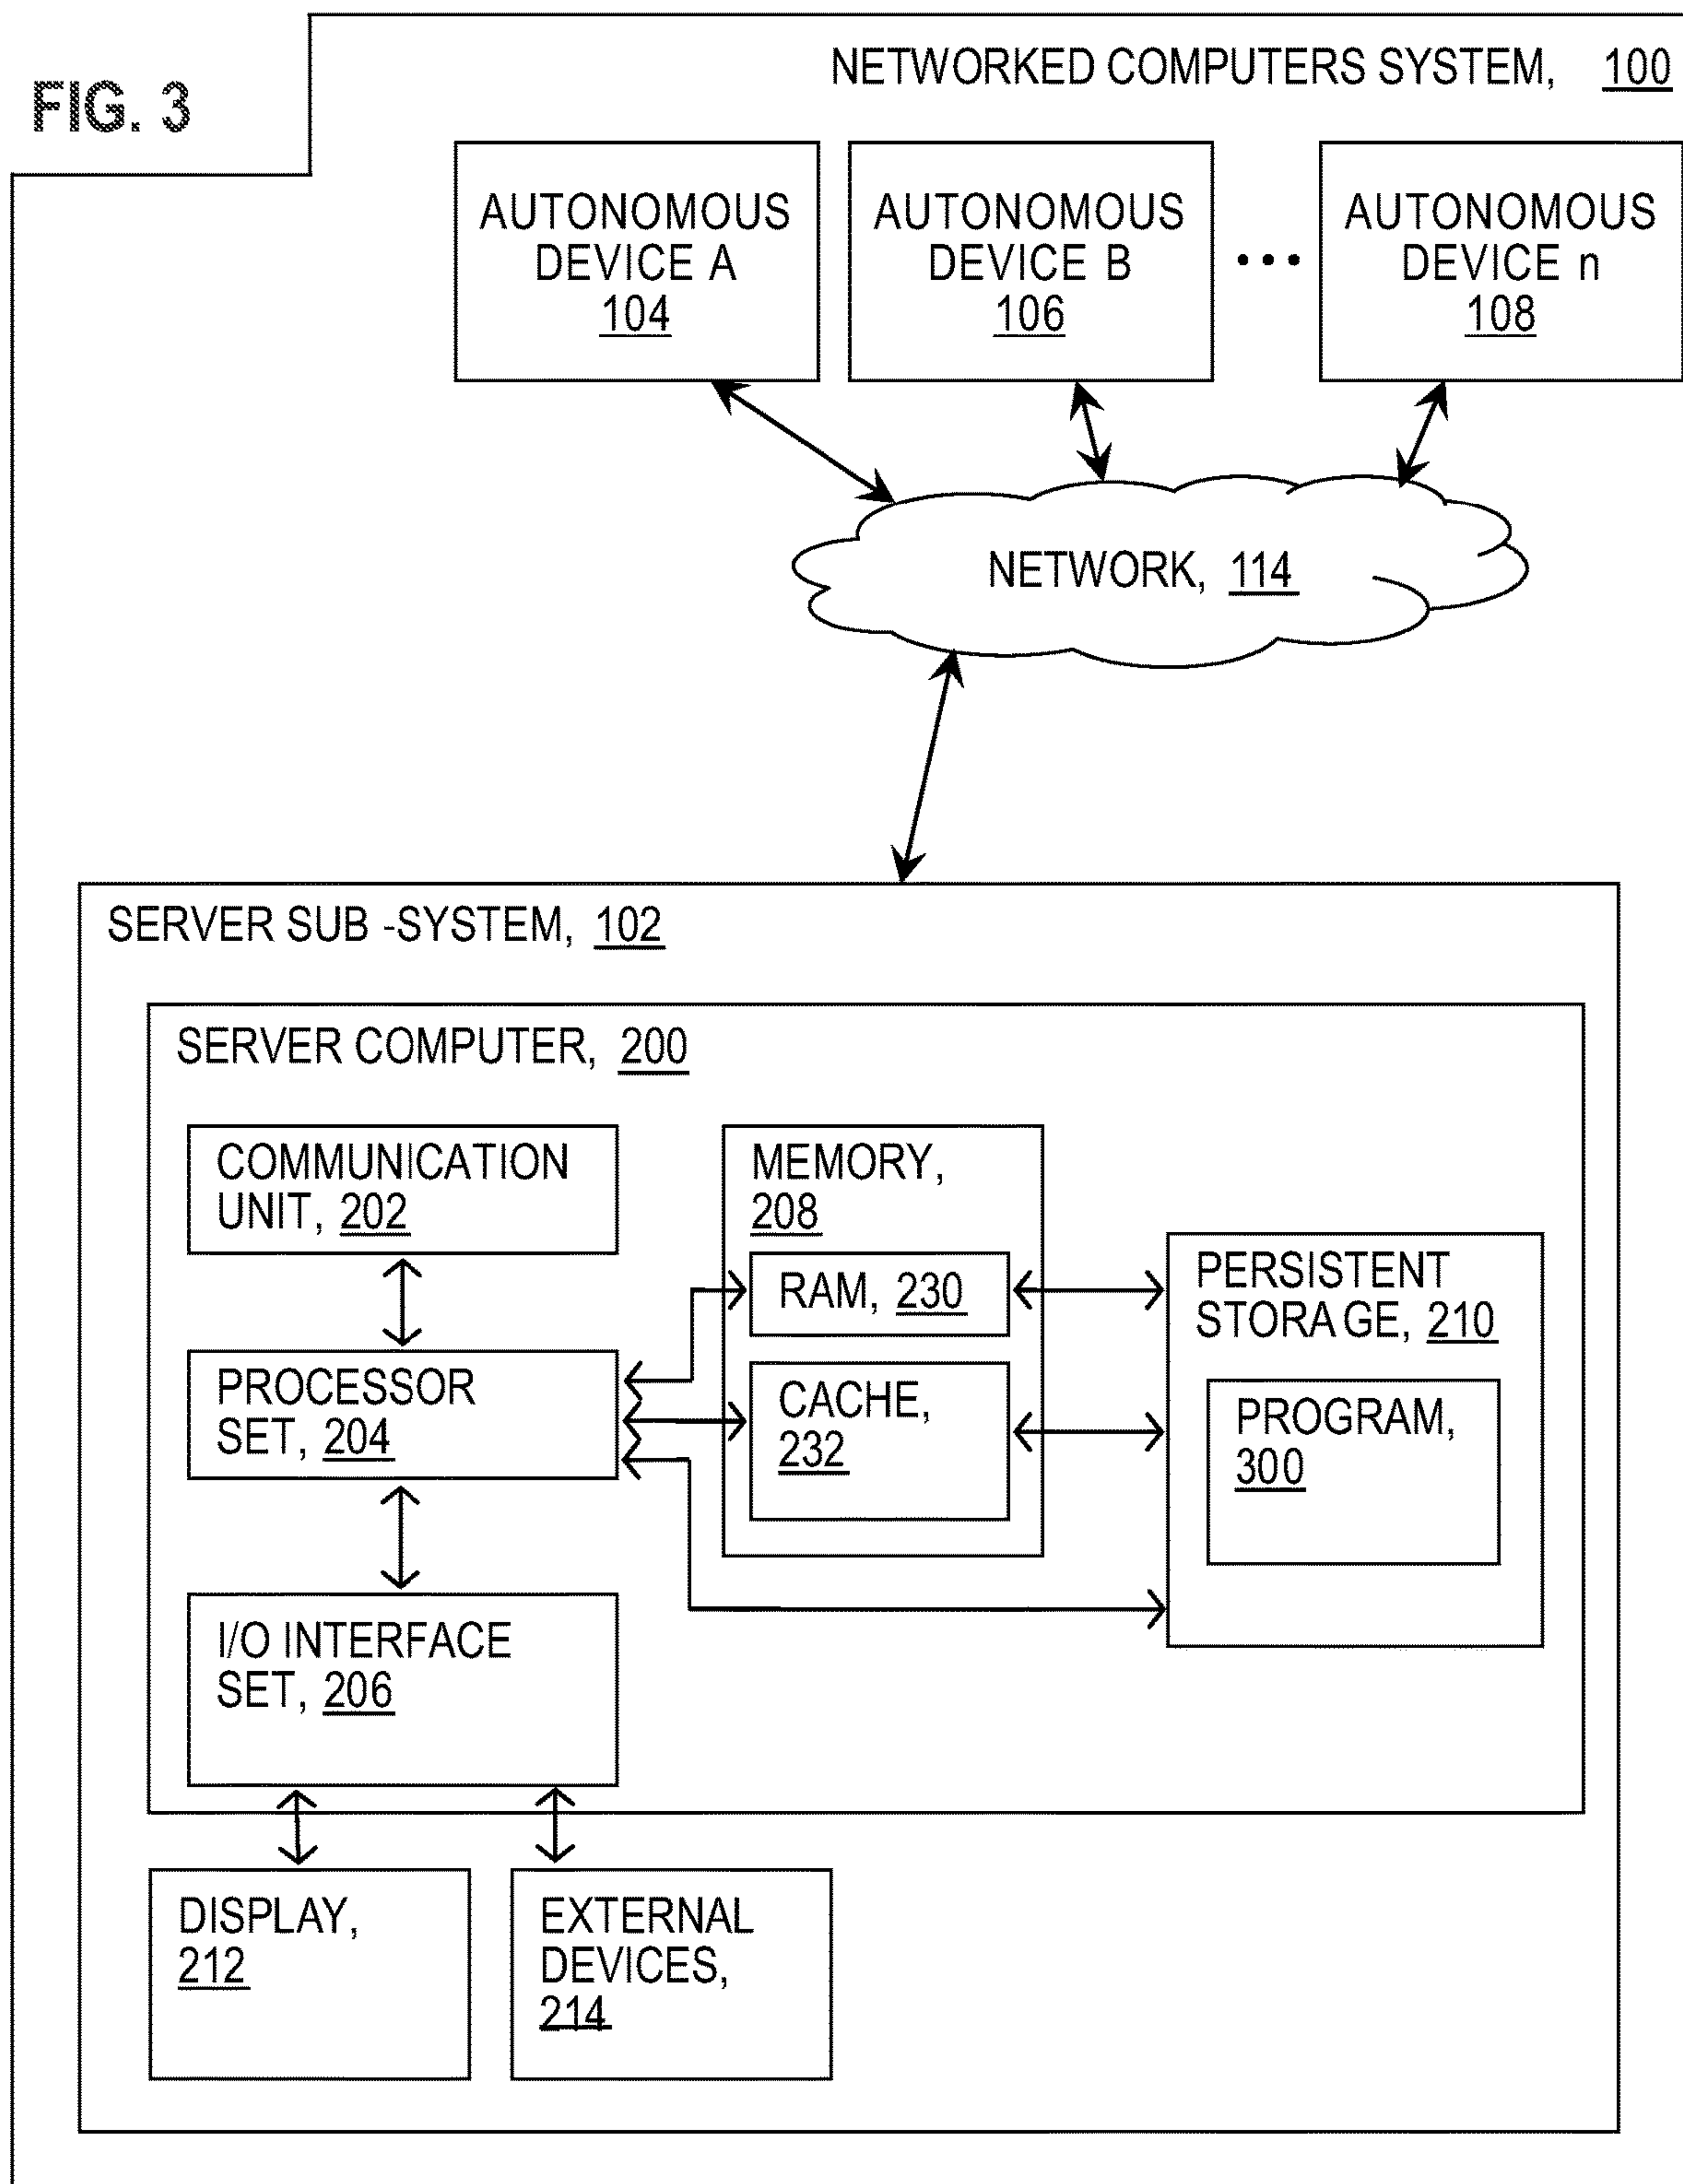 FIG. 3
NETWORKED COMPUTERS SYSTEM, 100
AUTONOMOUS
DEVICE A
104
AUTONOMOUS
DEVICE B
106
•••
AUTONOMOUS
DEVICE n
108
NETWORK, 114
SERVER SUB -SYSTEM, 102
SERVER COMPUTER, 200
COMMUNICATION
UNIT, 202
PROCESSOR
SET, 204
I/O INTERFACE
SET, 206
MEMORY,
208
RAM, 230
CACHE,
232
PERSISTENT
STORAGE, 210
PROGRAM,
300
DISPLAY,
212
EXTERNAL
DEVICES,
214